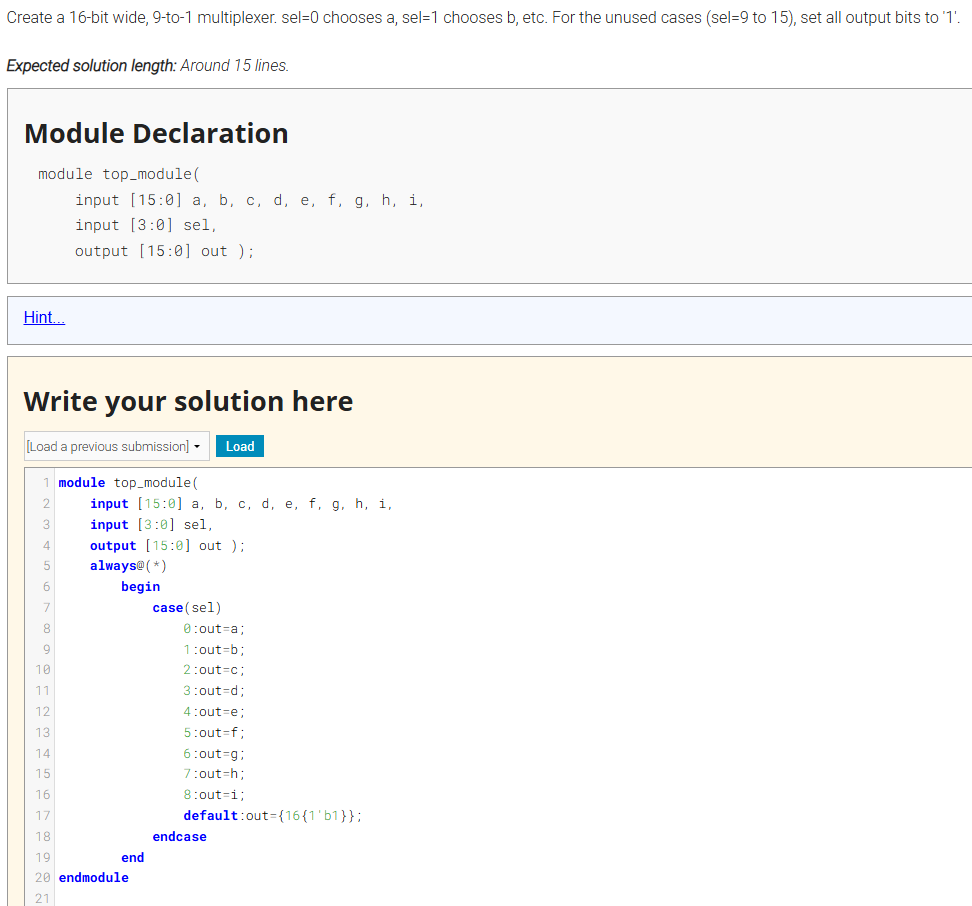 Create a 16-bit wide, 9-to-1 multiplexer. sel=0 chooses a, sel=1 chooses b, etc. For the unused cases (sel=9 to 15), set all output bits to '1'.
Expected solution length: Around 15 lines.
Module Declaration
module top_module(
    input [15:0] a, b, c, d, e, f, g, h, i,
    input [3:0] sel,
    output [15:0] out );
Hint...
Write your solution here
[Load a previous submission] Load
1 module top_module(
2     input [15:0] a, b, c, d, e, f, g, h, i,
3     input [3:0] sel,
4     output [15:0] out );
5     always@(*)
6         begin
7             case(sel)
8                 0:out=a;
9                 1:out=b;
10                 2:out=c;
11                 3:out=d;
12                 4:out=e;
13                 5:out=f;
14                 6:out=g;
15                 7:out=h;
16                 8:out=i;
17                 default:out={16{1'b1}};
18             endcase
19         end
20 endmodule
21